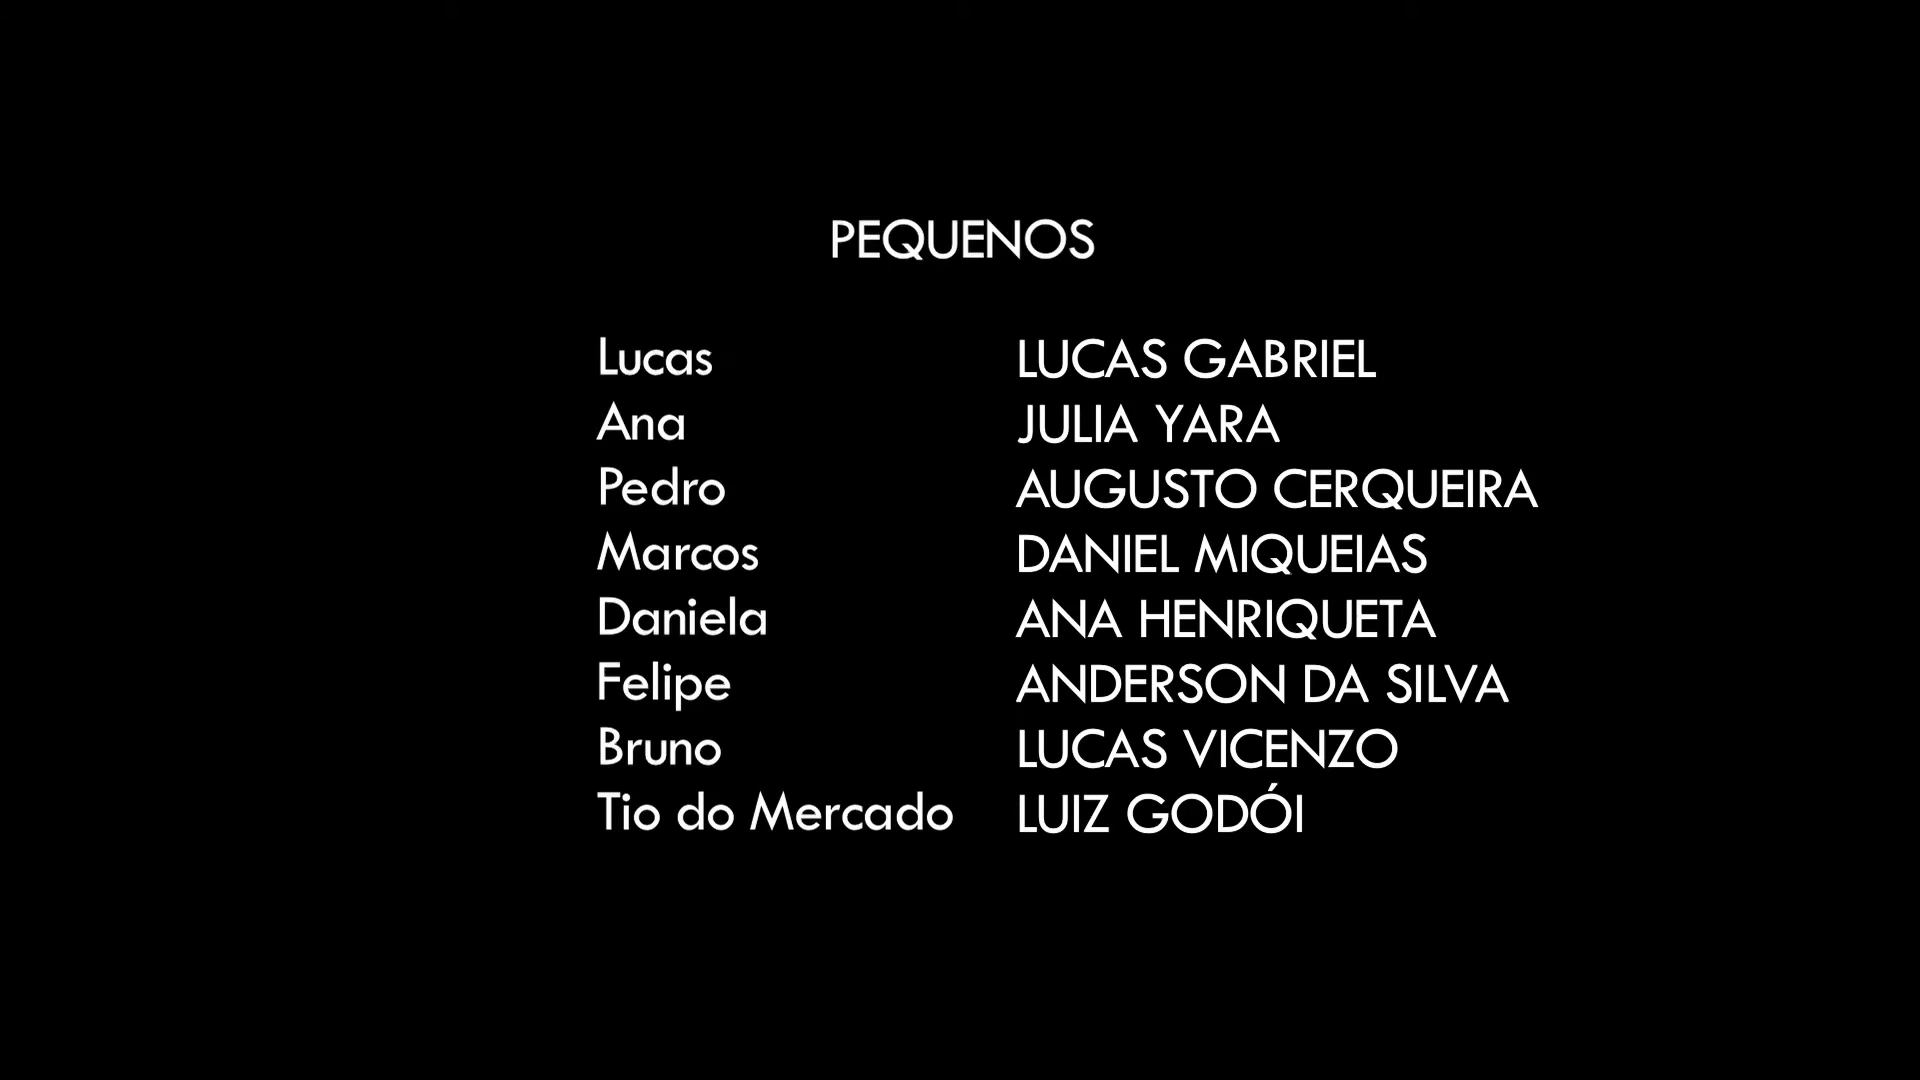 PEQUENOS
Lucas LUCAS GABRIEL
Ana JULIA YARA
Pedro AUGUSTO CERQUEIRA
Marcos DANIEL MIQUEIAS
Daniela ANA HENRIQUETA
Felipe ANDERSON DA SILVA
Bruno LUCAS VICENZO
Tio do Mercado LUIZ GODÓI